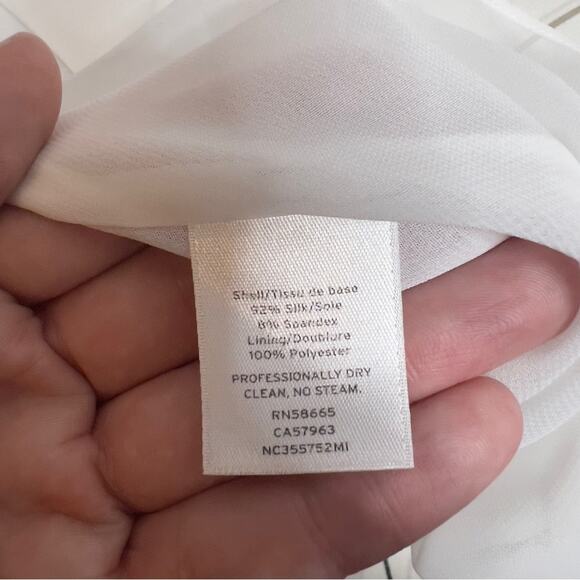 Shell/Tissu de base
92% Silk/Soie
8% Spandex
Lining/Doublure
100% Polyester
PROFESSIONALLY DRY
CLEAN, NO STEAM.
RN58665
CA57963
NC355752MI